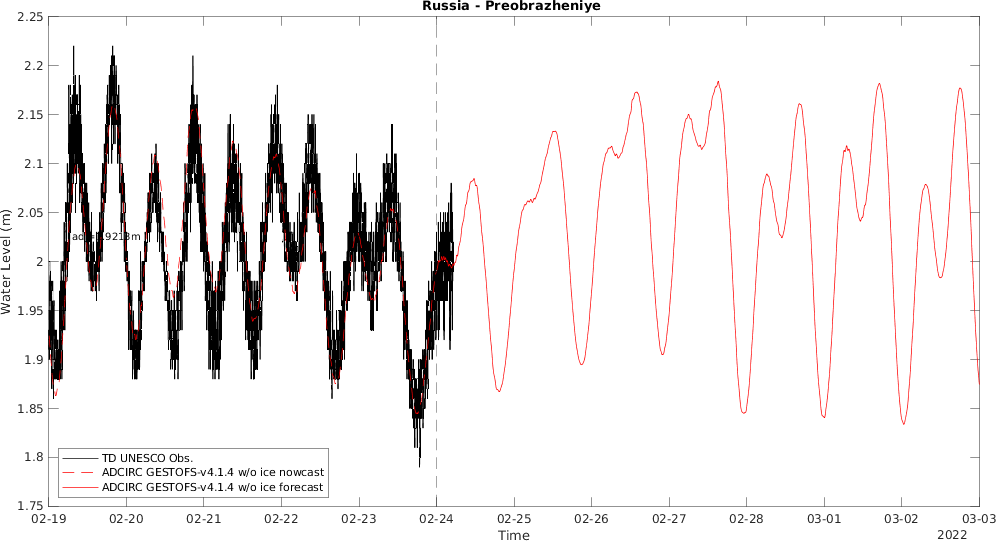 Russia - Preobrazheniye
2.25
2.2
2.15
2.1
2.05
2
1.95
1.9
1.85
1.8
1.75
Water Level (m)
TD UNESCO Obs.
ADCIRC GESTOFS-v4.1.4 w/o ice nowcast
ADCIRC GESTOFS-v4.1.4 w/o ice forecast
02-19 02-20 02-21 02-22 02-23 02-24 02-25 02-26 02-27 02-28 03-01 03-02 03-03
Time
2022